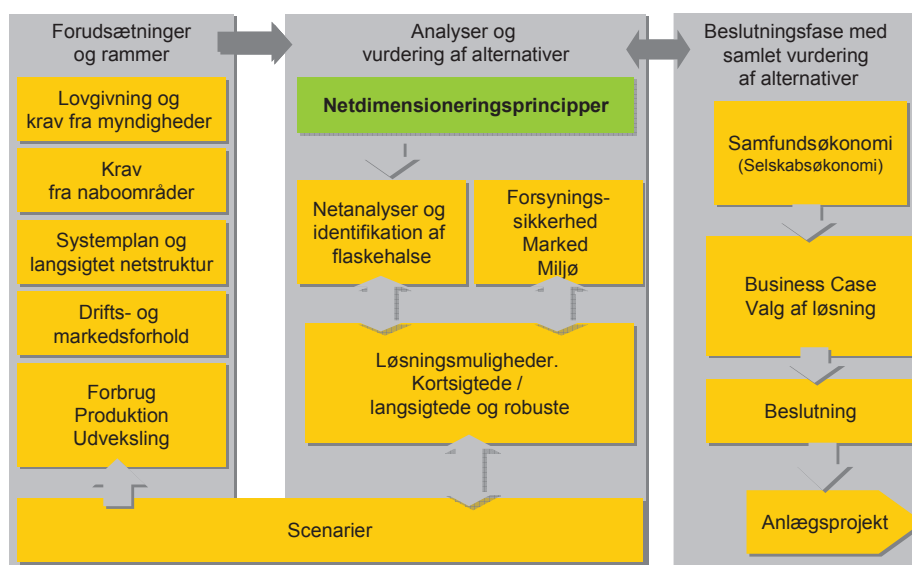 Forudsætninger
og rammer
Lovgivning og
krav fra myndigheder
Krav
fra naboområder
Systemplan og
langsigtet netstruktur
Drifts- og
markedsforhold
Forbrug
Produktion
Udveksling
Analyser og
vurdering af alternativer
Netdimensioneringsprincipper
Netanalyser og
identifikation af
flaskehalse
Forsynings-
sikkerhed
Marked
Miljø
Løsningsmuligheder.
Kortsigtede /
langsigtede og robuste
Scenarier
Beslutningsfase med
samlet vurdering
af alternativer
Samfundsøkonomi
(Selskabsøkonomi)
Business Case
Valg af løsning
Beslutning
Anlægsprojekt